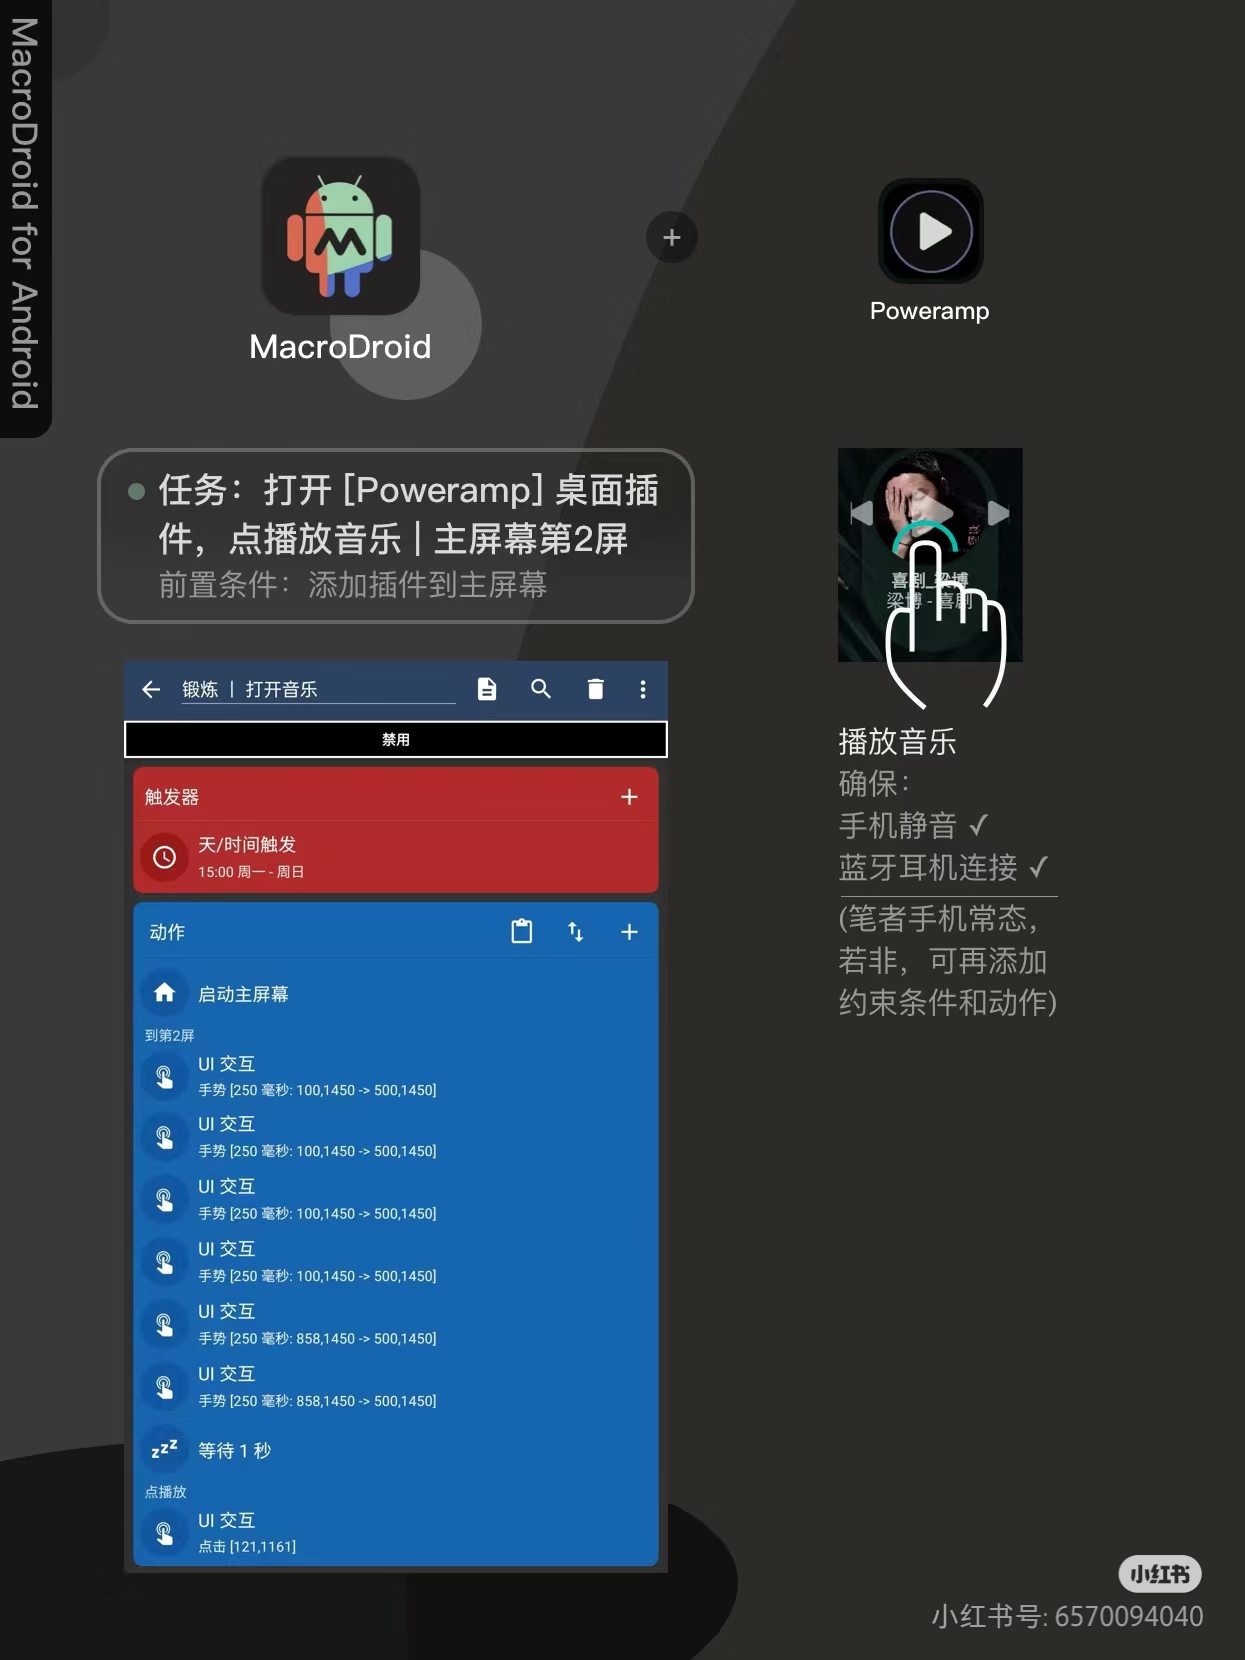 MacroDroid for Android
MacroDroid
+
Poweramp
任务：打开 [Poweramp] 桌面插
件，点播放音乐 | 主屏幕第2屏
前置条件：添加插件到主屏幕
喜剧_梁博
梁博 - 喜剧
播放音乐
确保：
手机静音 ✓
蓝牙耳机连接 ✓
(笔者手机常态，
若非，可再添加
约束条件和动作)
锻炼 | 打开音乐
禁用
触发器
天/时间触发
15:00 周一 - 周日
动作
启动主屏幕
到第2屏
UI 交互
手势 [250 毫秒: 100,1450 -> 500,1450]
UI 交互
手势 [250 毫秒: 100,1450 -> 500,1450]
UI 交互
手势 [250 毫秒: 100,1450 -> 500,1450]
UI 交互
手势 [250 毫秒: 100,1450 -> 500,1450]
UI 交互
手势 [250 毫秒: 858,1450 -> 500,1450]
UI 交互
手势 [250 毫秒: 858,1450 -> 500,1450]
zzz
等待 1 秒
点播放
UI 交互
点击 [121,1161]
小红书
小红书号: 6570094040